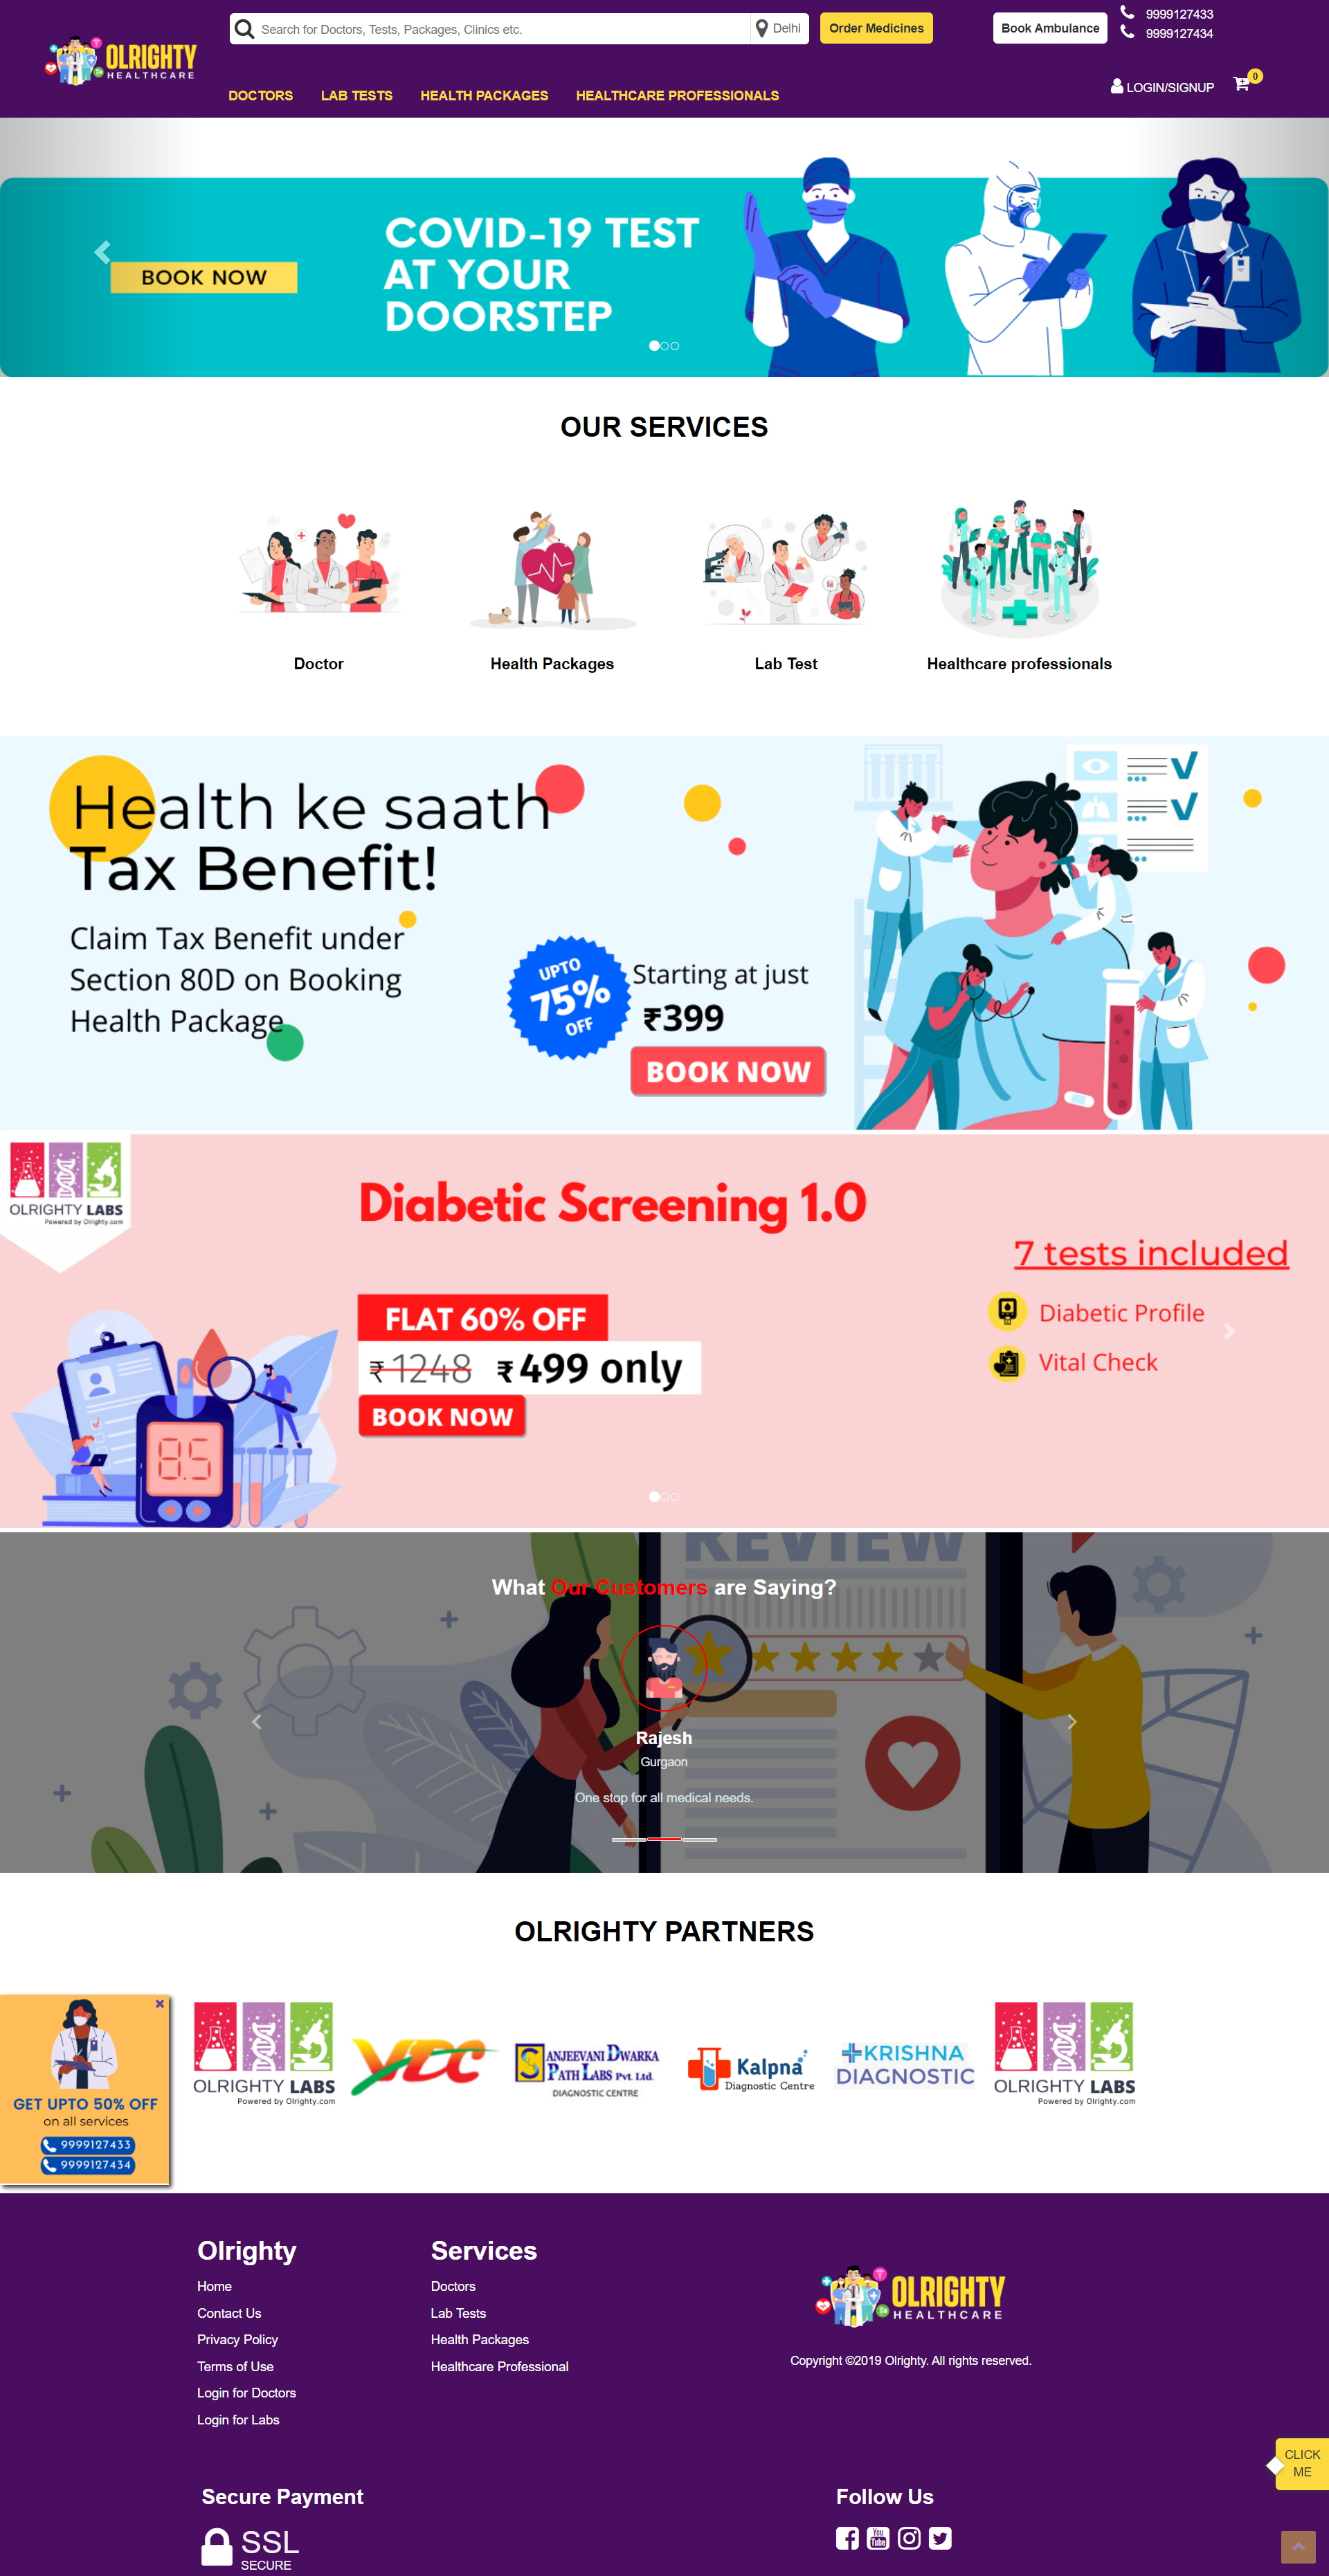 OLRIGHTY
HEALTHCARE
Search for Doctors, Tests, Packages, Clinics etc.
Delhi
Order Medicines
Book Ambulance
9999127433
9999127434
DOCTORS
LAB TESTS
HEALTH PACKAGES
HEALTHCARE PROFESSIONALS
LOGIN/SIGNUP
0
BOOK NOW
COVID-19 TEST
AT YOUR
DOORSTEP
OUR SERVICES
Doctor
Health Packages
Lab Test
Healthcare professionals
Health ke saath
Tax Benefit!
Claim Tax Benefit under
Section 80D on Booking
Health Package
UPTO
75%
OFF
Starting at just
₹399
BOOK NOW
OLRIGHTY LABS
Powered by Olrighty.com
Diabetic Screening 1.0
7 tests included
Diabetic Profile
Vital Check
FLAT 60% OFF
₹ 1248 ₹ 499 only
BOOK NOW
8.5
REVIEW
What Our Customers are Saying?
Rajesh
Gurgaon
One stop for all medical needs.
OLRIGHTY PARTNERS
GET UPTO 50% OFF
on all services
9999127433
9999127434
OLRIGHTY LABS
Powered by Olrighty.com
YDC
SANJEEVANI DWARKA
PATH LABS Pvt. Ltd.
DIAGNOSTIC CENTRE
Kalpna
Diagnostic Centre
KRISHNA
DIAGNOSTIC
OLRIGHTY LABS
Powered by Olrighty.com
Olrighty
Home
Contact Us
Privacy Policy
Terms of Use
Login for Doctors
Login for Labs
Services
Doctors
Lab Tests
Health Packages
Healthcare Professional
OLRIGHTY
HEALTHCARE
Copyright ©2019 Olrighty. All rights reserved.
CLICK
ME
Secure Payment
SSL
SECURE
Follow Us
You
Tube